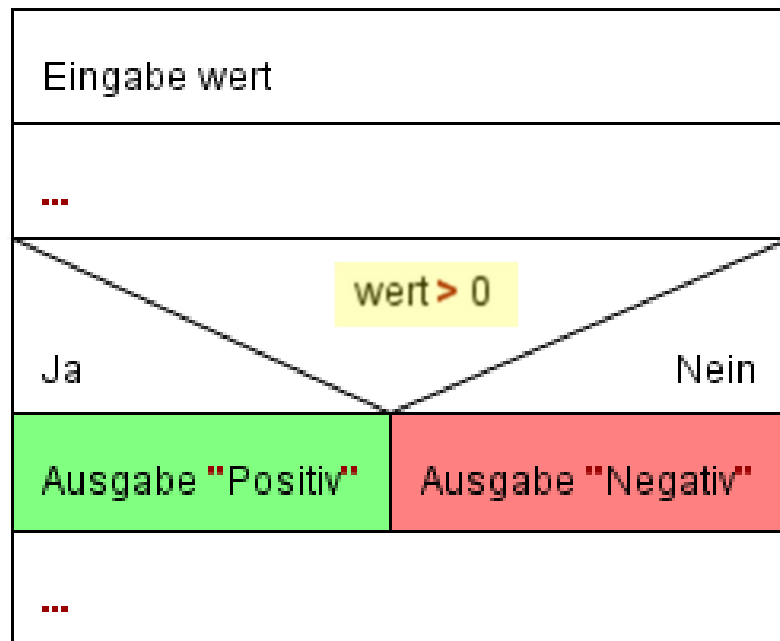 Eingabe wert
...
wert > 0
Ja
Nein
Ausgabe "Positiv"
Ausgabe "Negativ"
...